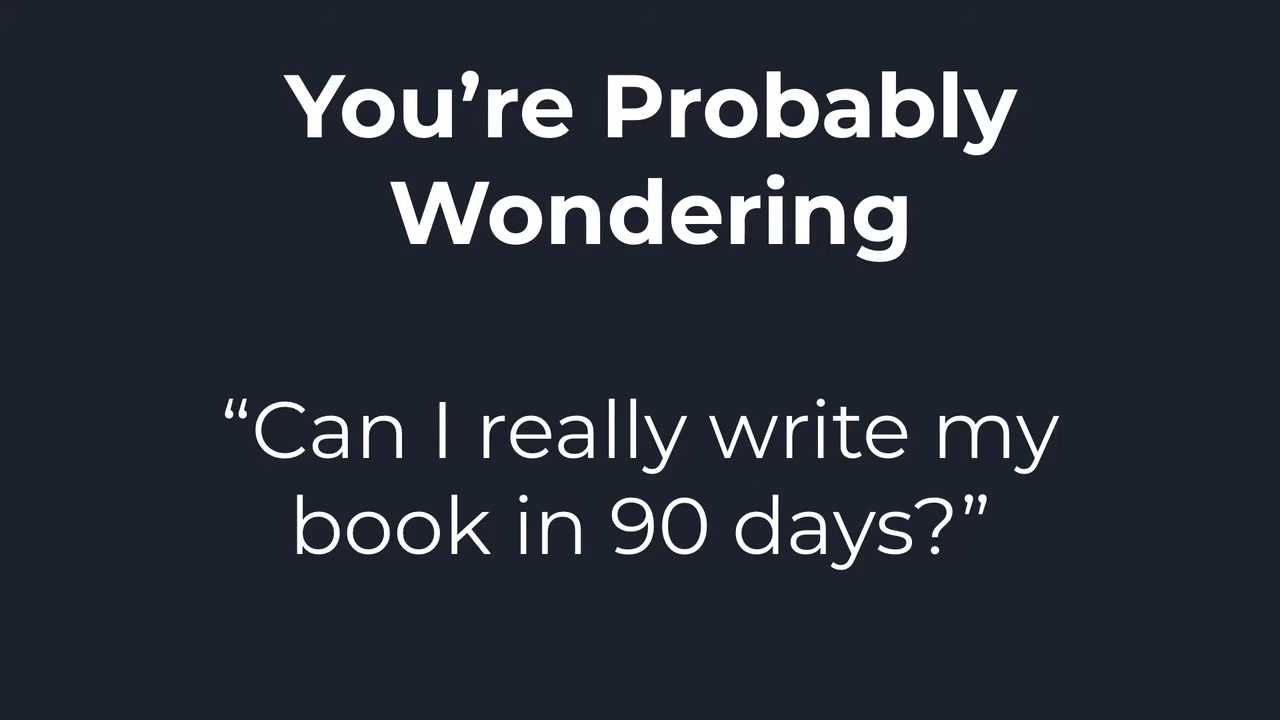 You’re Probably
Wondering
“Can I really write my
book in 90 days?”